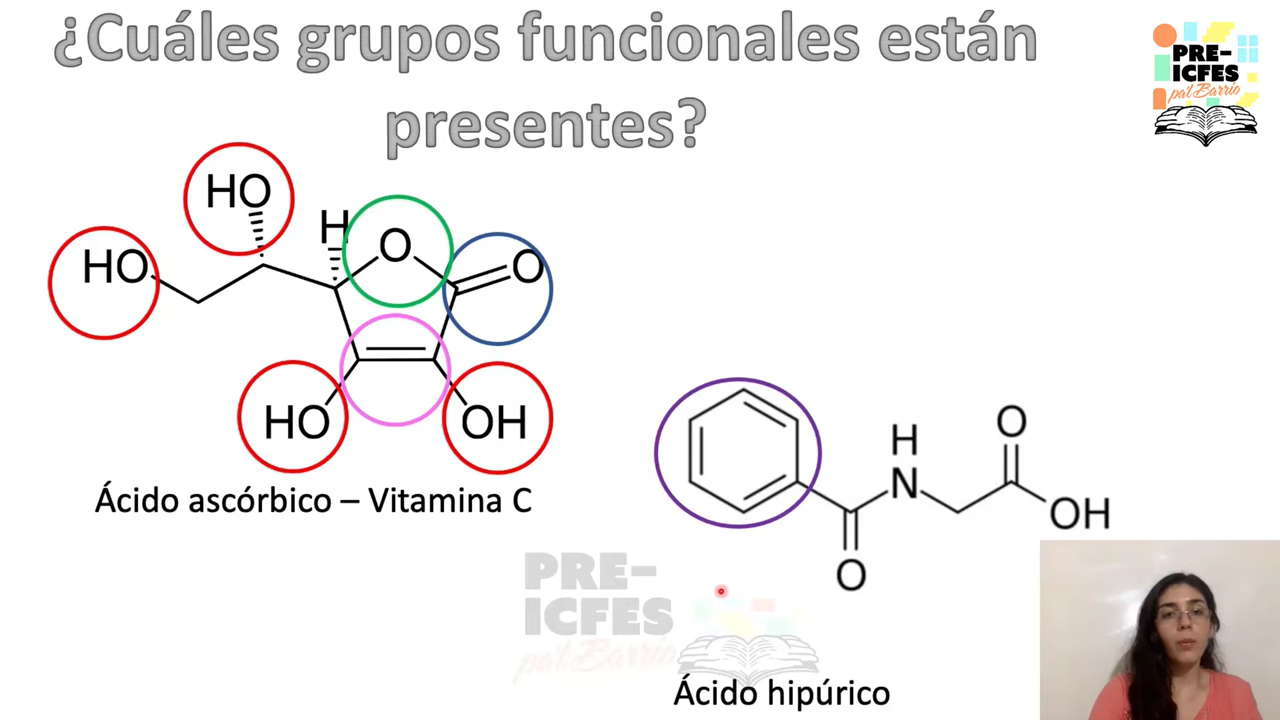 ¿Cuáles grupos funcionales están
presentes?
PRE-
ICFES
pa'l Barrio
HO
HO
H
O
O
HO
OH
Ácido ascórbico – Vitamina C
H
N
O
OH
O
PRE-
ICFES
pa'l Barrio
Ácido hipúrico